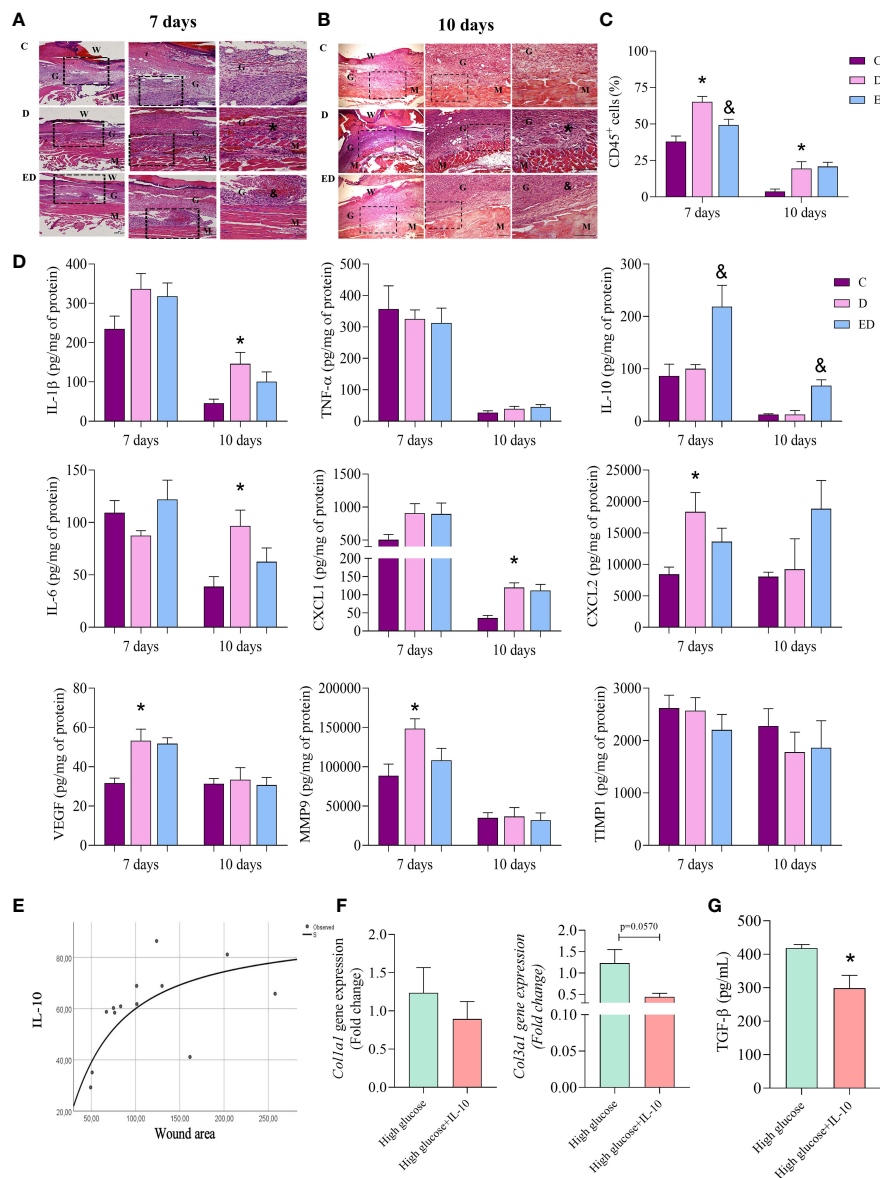 A
7 days
C
W
G
G
G
M
M
D
G
G
G
*
M
M
M
ED
W
G
G
G
&
M
M
M
B
10 days
C
W
G
G
G
M
M
D
W
G
G
G
*
M
M
M
ED
W
G
G
G
&
M
M
M
C
CD45+ cells (%)
100
75
50
25
0
*
&
*
7 days
10 days
C
D
ED
D
IL-1β (pg/mg of protein)
400
300
200
100
0
*
7 days
10 days
TNF-α (pg/mg of protein)
500
400
300
200
100
0
7 days
10 days
IL-10 (pg/mg of protein)
300
200
100
0
&
&
7 days
10 days
C
D
ED
IL-6 (pg/mg of protein)
150
100
50
0
*
7 days
10 days
CXCL1 (pg/mg of protein)
1000
500
200
150
100
50
0
*
7 days
10 days
CXCL2 (pg/mg of protein)
25000
20000
15000
10000
5000
0
*
7 days
10 days
VEGF (pg/mg of protein)
80
60
40
20
0
*
7 days
10 days
MMP9 (pg/mg of protein)
200000
150000
100000
50000
0
*
7 days
10 days
TIMP1 (pg/mg of protein)
3000
2000
1000
0
7 days
10 days
E
IL-10
80,00
60,00
40,00
20,00
50,00
100,00
150,00
200,00
250,00
Wound area
Observed
S
F
Col1a1 gene expression
(Fold change)
2.0
1.5
1.0
0.5
0.0
High glucose
High glucose+IL-10
Col3a1 gene expression
(Fold change)
2.0
1.5
1.0
0.5
0.10
0.05
0.00
p=0.0570
High glucose
High glucose+IL-10
G
TGF-β (pg/mL)
500
400
300
200
100
0
*
High glucose
High glucose+IL-10